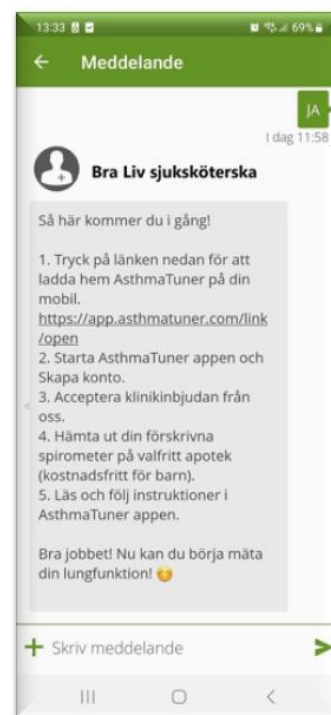 13:33 69%
Meddelande
JA
I dag 11:58
Bra Liv sjuksköterska
Så här kommer du i gång!
1. Tryck på länken nedan för att
ladda hem AsthmaTuner på din
mobil.
https://app.asthmatuner.com/link
/open
2. Starta AsthmaTuner appen och
Skapa konto.
3. Acceptera klinikinbjudan från
oss.
4. Hämta ut din förskrivna
spirometer på valfritt apotek
(kostnadsfritt för barn).
5. Läs och följ instruktioner i
AsthmaTuner appen.
Bra jobbet! Nu kan du börja mäta
din lungfunktion! 😊
Skriv meddelande